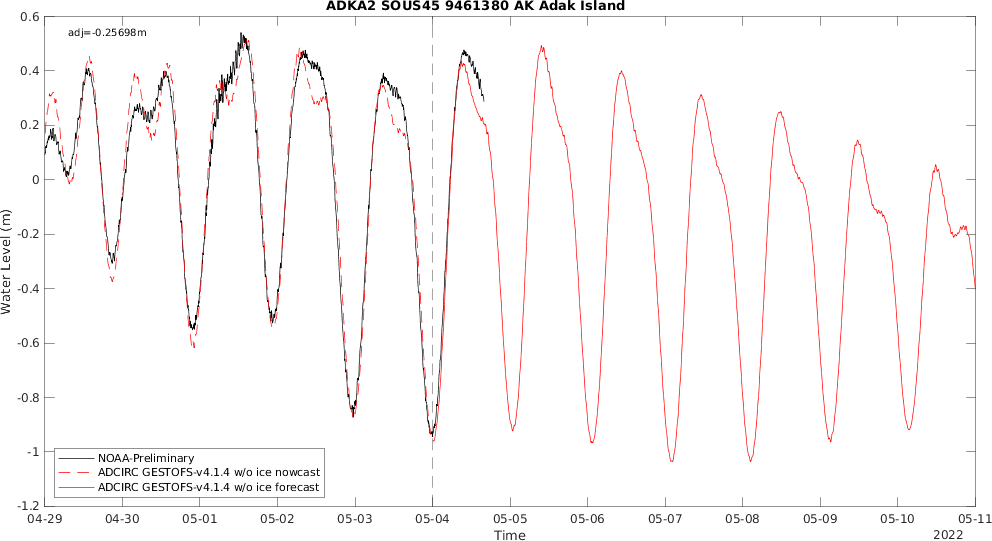 ADKA2 SOUS45 9461380 AK Adak Island
adj=-0.25698m
0.6
0.4
0.2
0
-0.2
-0.4
-0.6
-0.8
-1
-1.2
Water Level (m)
NOAA-Preliminary
ADCIRC GESTOFS-v4.1.4 w/o ice nowcast
ADCIRC GESTOFS-v4.1.4 w/o ice forecast
04-29 04-30 05-01 05-02 05-03 05-04 05-05 05-06 05-07 05-08 05-09 05-10 05-11
Time
2022